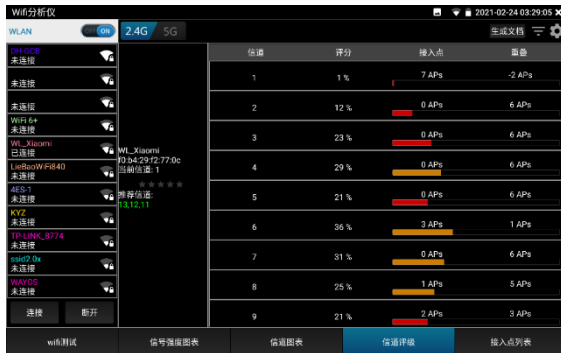 Wifi分析仪
2021-02-24 03:29:05
WLAN
OFF ON
2.4G
5G
生成文档
DH-GCB
未连接
未连接
未连接
WiFi 6+
未连接
WL_Xiaomi
已连接
LieBaoWiFi840
未连接
4ES-1
未连接
KYZ
未连接
TP-LINK_8774
未连接
ssid2.0x
未连接
WAYOS
未连接
连接
断开
WL_Xiaomi
f0:b4:29:f2:77:0c
当前信道: 1
推荐信道:
13,12,11
信道 评分 接入点 重叠
1 1 % 7 APs -2 APs
2 12 % 0 APs 6 APs
3 23 % 0 APs 6 APs
4 29 % 0 APs 6 APs
5 21 % 0 APs 6 APs
6 36 % 3 APs 1 APs
7 31 % 0 APs 6 APs
8 25 % 1 APs 5 APs
9 21 % 2 APs 3 APs
wifi测试
信号强度图表
信道图表
信道评级
接入点列表